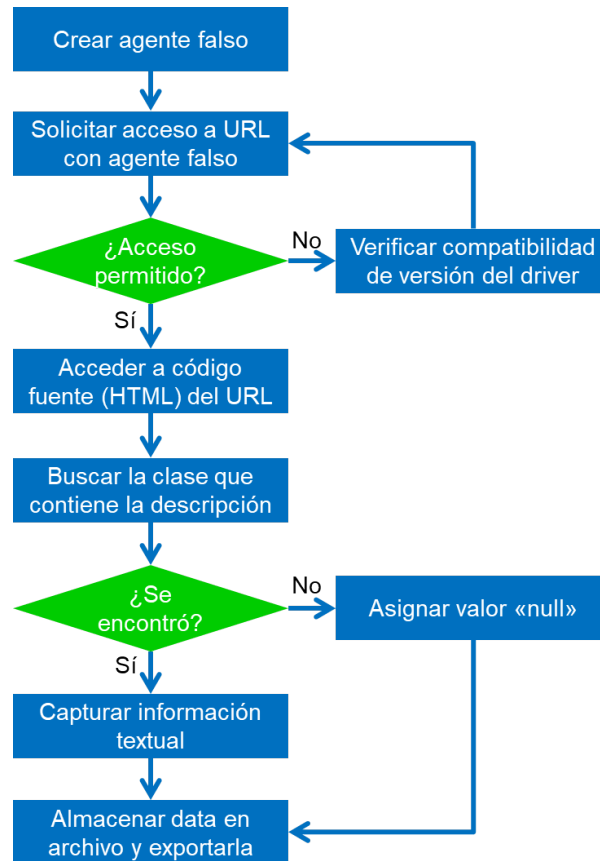 Crear agente falso
Solicitar acceso a URL
con agente falso
¿Acceso
permitido?
No
Verificar compatibilidad
de versión del driver
Sí
Acceder a código
fuente (HTML) del URL
Buscar la clase que
contiene la descripción
¿Se
encontró?
No
Asignar valor «null»
Sí
Capturar información
textual
Almacenar data en
archivo y exportarla